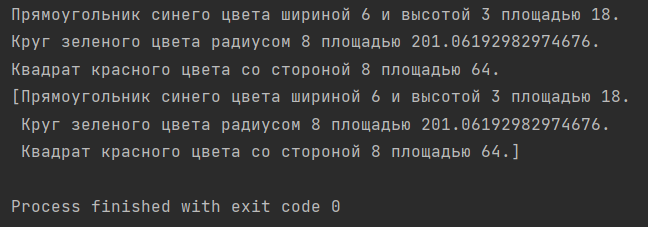 Прямоугольник синего цвета шириной 6 и высотой 3 площадью 18.
Круг зеленого цвета радиусом 8 площадью 201.06192982974676.
Квадрат красного цвета со стороной 8 площадью 64.
[Прямоугольник синего цвета шириной 6 и высотой 3 площадью 18.
 Круг зеленого цвета радиусом 8 площадью 201.06192982974676.
 Квадрат красного цвета со стороной 8 площадью 64.]
Process finished with exit code 0